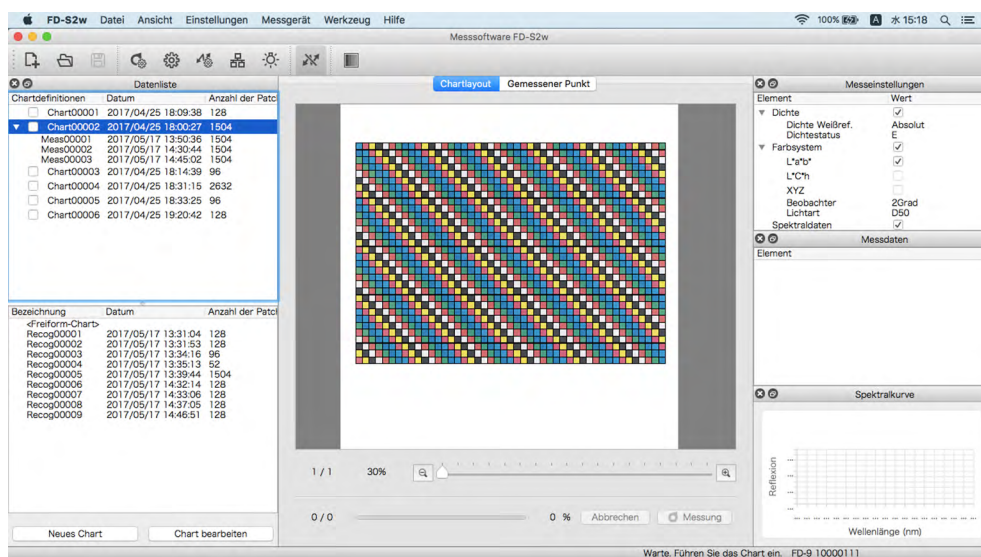 FD-S2w Datei Ansicht Einstellungen Messgerät Werkzeug Hilfe 100% A 水 15:18
Messsoftware FD-S2w
Datenliste
Chartdefinitionen Datum Anzahl der Patcl
Chart00001 2017/04/25 18:09:38 128
Chart00002 2017/04/25 18:00:27 1504
Meas00001 2017/05/17 13:50:36 1504
Meas00002 2017/05/17 14:30:44 1504
Meas00003 2017/05/17 14:45:02 1504
Chart00003 2017/04/25 18:14:39 96
Chart00004 2017/04/25 18:31:15 2632
Chart00005 2017/04/25 18:33:25 96
Chart00006 2017/04/25 19:20:42 128
Bezeichnung Datum Anzahl der Patcl
<Freiform-Chart>
Recog00001 2017/05/17 13:31:04 128
Recog00002 2017/05/17 13:31:53 128
Recog00003 2017/05/17 13:34:16 96
Recog00004 2017/05/17 13:35:13 52
Recog00005 2017/05/17 13:39:44 1504
Recog00006 2017/05/17 14:32:14 128
Recog00007 2017/05/17 14:33:06 128
Recog00008 2017/05/17 14:37:05 128
Recog00009 2017/05/17 14:46:51 128
Neues Chart Chart bearbeiten
Chartlayout Gemessener Punkt
1 / 1 30%
0 / 0 0 % Abbrechen Messung
Messeinstellungen
Element Wert
Dichte
Dichte Weißref. Absolut
Dichtestatus E
Farbsystem
L*a*b*
L*C*h
XYZ
Beobachter 2Grad
Lichtart D50
Spektraldaten
Messdaten
Element
Spektralkurve
Reflexion
Wellenlänge (nm)
Warte. Führen Sie das Chart ein. FD-9 10000111